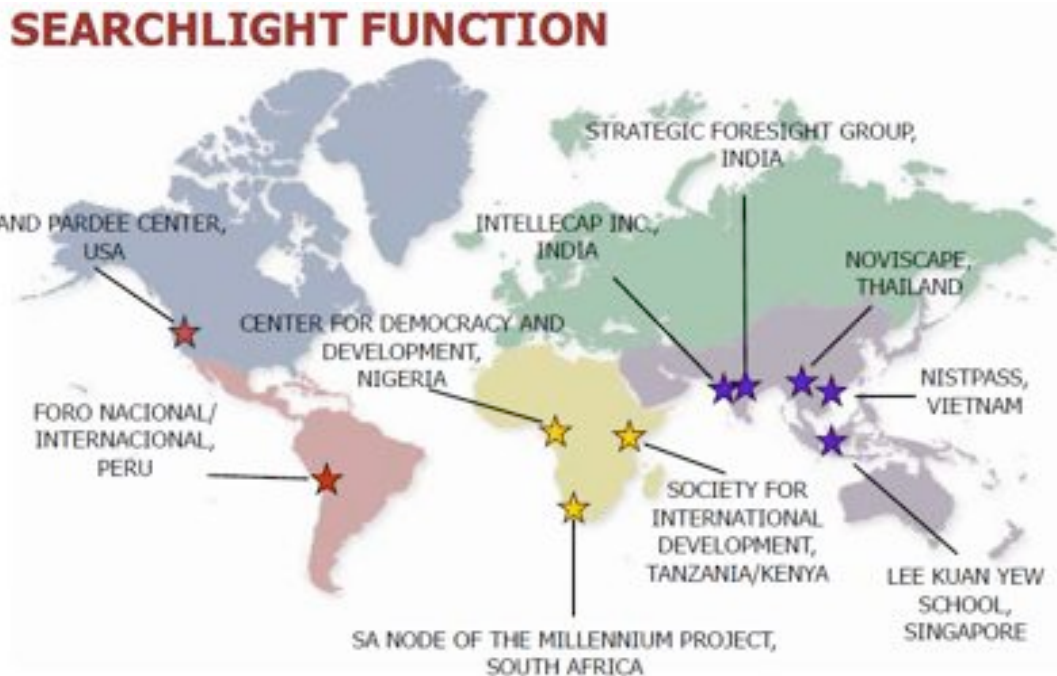 SEARCHLIGHT FUNCTION
STRATEGIC FORESIGHT GROUP,
INDIA
AND PARDEE CENTER,
USA
INTELLECAP INC.,
INDIA
NOVISCAPE,
THAILAND
CENTER FOR DEMOCRACY AND
DEVELOPMENT,
NIGERIA
NISTPASS,
VIETNAM
FORO NACIONAL/
INTERNACIONAL,
PERU
SOCIETY FOR
INTERNATIONAL
DEVELOPMENT,
TANZANIA/KENYA
LEE KUAN YEW
SCHOOL,
SINGAPORE
SA NODE OF THE MILLENNIUM PROJECT,
SOUTH AFRICA